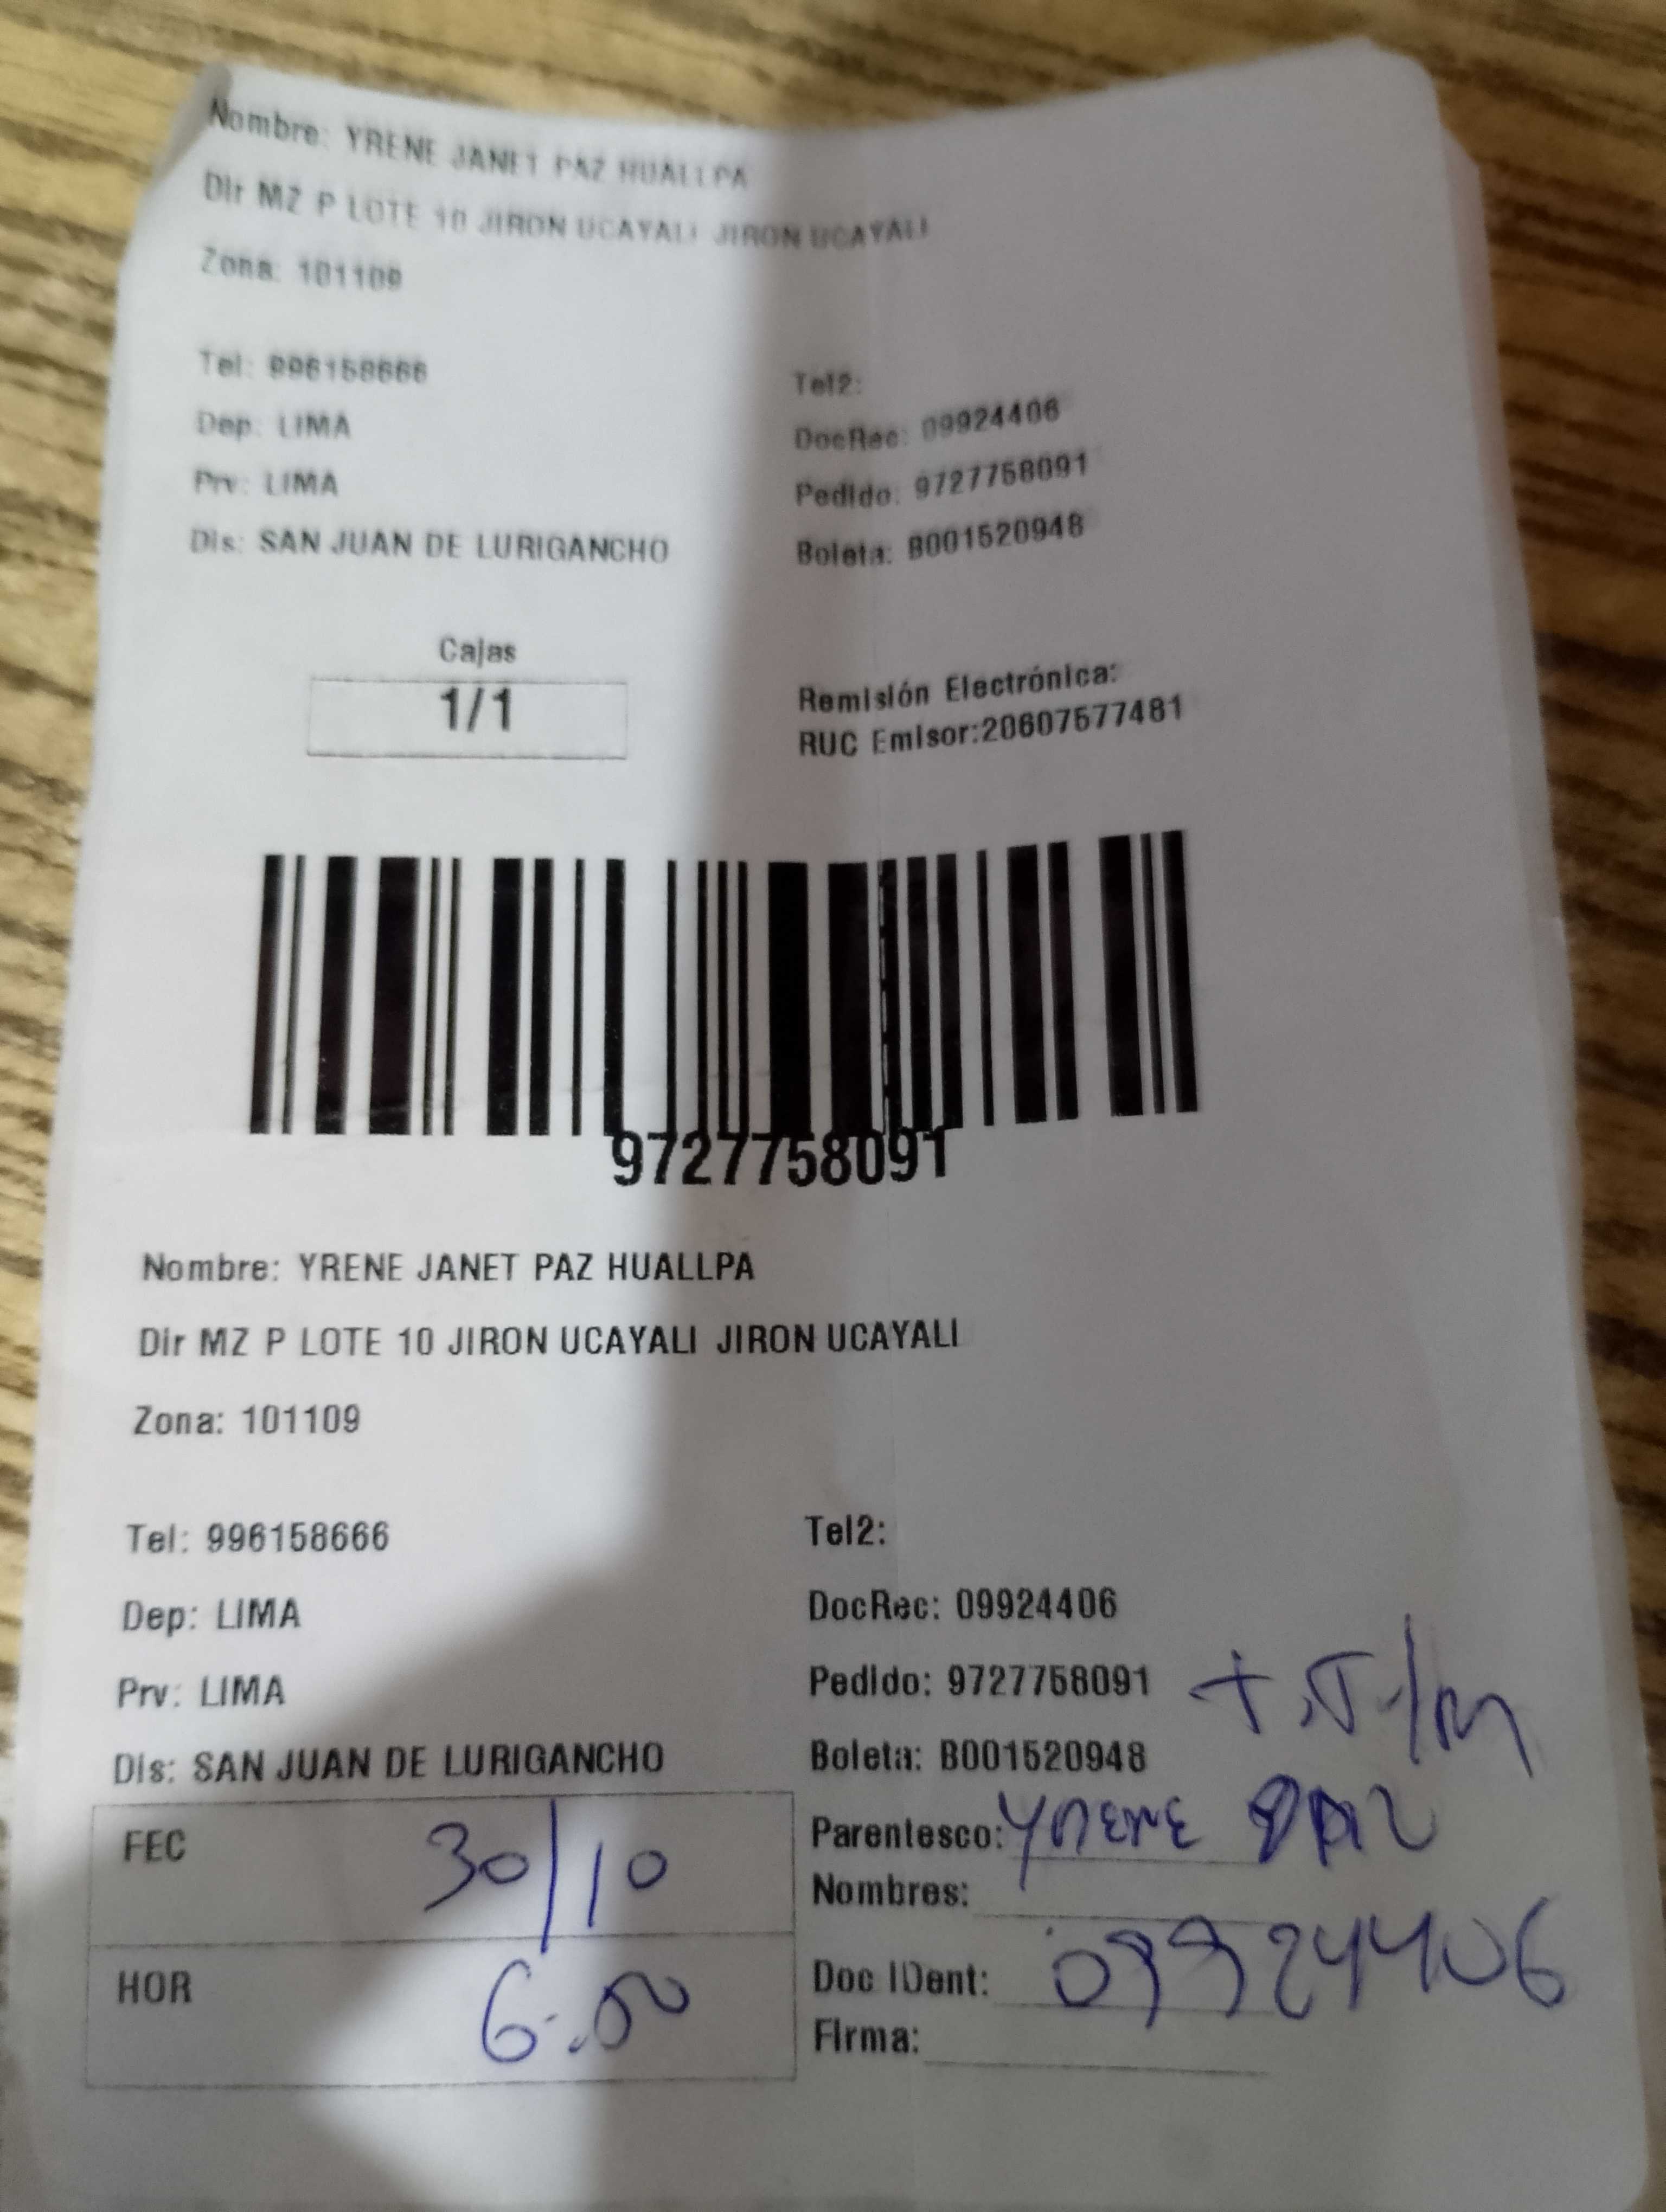 Nombre: YRENE JANET PAZ HUALLPA
Dir MZ P LOTE 10 JIRON UCAYALI JIRON UCAYALI
Zona: 101109
Tel: 996158666 Tel2:
Dep: LIMA DocRec: 09924406
Prv: LIMA Pedido: 9727758091
Dis: SAN JUAN DE LURIGANCHO Boleta: B001520948
Cajas
1/1
Remisión Electrónica:
RUC Emisor:20607577481
9727758091
Nombre: YRENE JANET PAZ HUALLPA
Dir MZ P LOTE 10 JIRON UCAYALI JIRON UCAYALI
Zona: 101109
Tel: 996158666 Tel2:
Dep: LIMA DocRec: 09924406
Prv: LIMA Pedido: 9727758091
Dis: SAN JUAN DE LURIGANCHO Boleta: B001520948
FEC 30/10
HOR 6:00
Parentesco: YRENE PAZ
Nombres:
Doc IDent: 09924406
Firma: